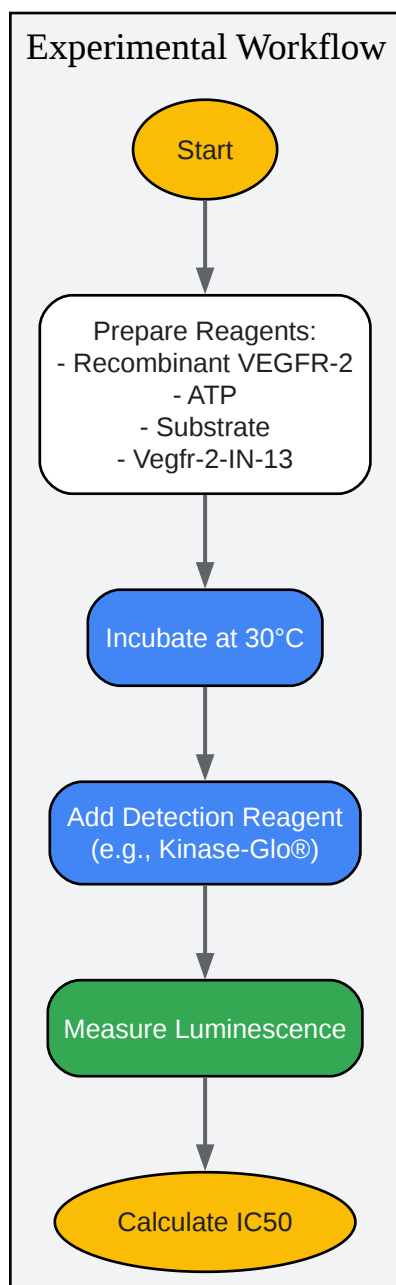 Experimental Workflow
Start
Prepare Reagents:
- Recombinant VEGFR-2
- ATP
- Substrate
- Vegfr-2-IN-13
Incubate at 30°C
Add Detection Reagent
(e.g., Kinase-Glo®)
Measure Luminescence
Calculate IC50